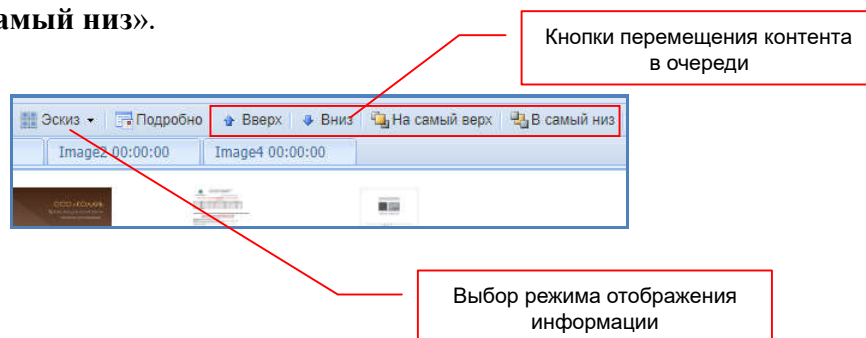 амый низ».
Кнопки перемещения контента
в очереди
Эскиз Подробно Вверх Вниз На самый верх В самый низ
Image2 00:00:00 Image4 00:00:00
Выбор режима отображения
информации